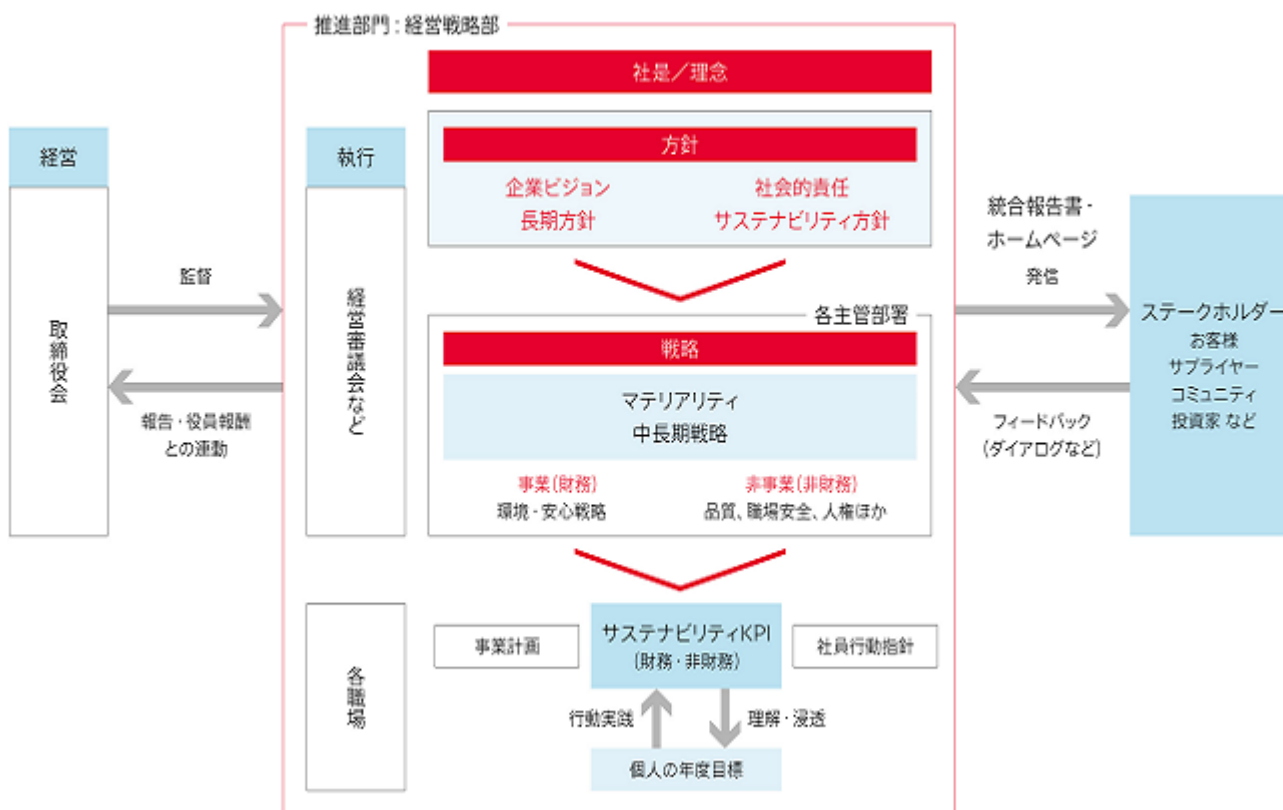 推進部門：経営戦略部
社是／理念
経営
執行
方針
企業ビジョン
長期方針
社会的責任
サステナビリティ方針
取締役会
監督
報告・役員報酬
との連動
経営審議会など
各主管部署
戦略
マテリアリティ
中長期戦略
事業(財務)
環境・安心戦略
非事業(非財務)
品質、職場安全、人権ほか
統合報告書・
ホームページ
発信
フィードバック
(ダイアログなど)
ステークホルダー
お客様
サプライヤー
コミュニティ
投資家 など
各職場
事業計画
サステナビリティKPI
(財務・非財務)
社員行動指針
行動実践
理解・浸透
個人の年度目標